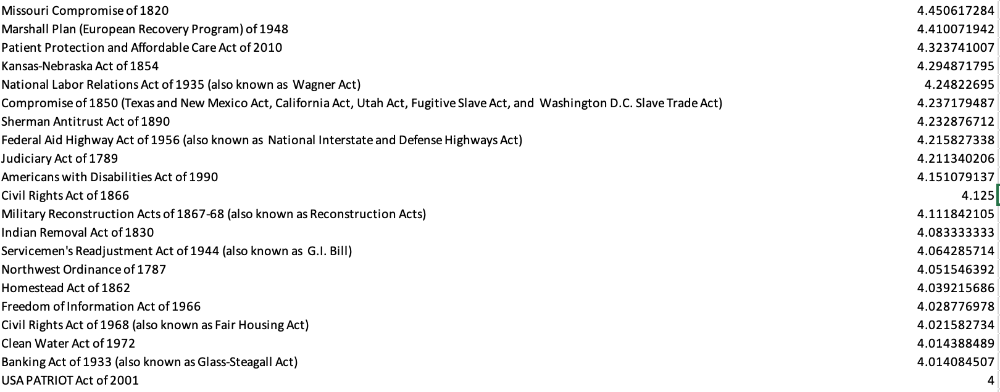 Missouri Compromise of 1820 4.450617284
Marshall Plan (European Recovery Program) of 1948 4.410071942
Patient Protection and Affordable Care Act of 2010 4.323741007
Kansas-Nebraska Act of 1854 4.294871795
National Labor Relations Act of 1935 (also known as Wagner Act) 4.24822695
Compromise of 1850 (Texas and New Mexico Act, California Act, Utah Act, Fugitive Slave Act, and Washington D.C. Slave Trade Act) 4.237179487
Sherman Antitrust Act of 1890 4.232876712
Federal Aid Highway Act of 1956 (also known as National Interstate and Defense Highways Act) 4.215827338
Judiciary Act of 1789 4.211340206
Americans with Disabilities Act of 1990 4.151079137
Civil Rights Act of 1866 4.125
Military Reconstruction Acts of 1867-68 (also known as Reconstruction Acts) 4.111842105
Indian Removal Act of 1830 4.083333333
Servicemen's Readjustment Act of 1944 (also known as G.I. Bill) 4.064285714
Northwest Ordinance of 1787 4.051546392
Homestead Act of 1862 4.039215686
Freedom of Information Act of 1966 4.028776978
Civil Rights Act of 1968 (also known as Fair Housing Act) 4.021582734
Clean Water Act of 1972 4.014388489
Banking Act of 1933 (also known as Glass-Steagall Act) 4.014084507
USA PATRIOT Act of 2001 4